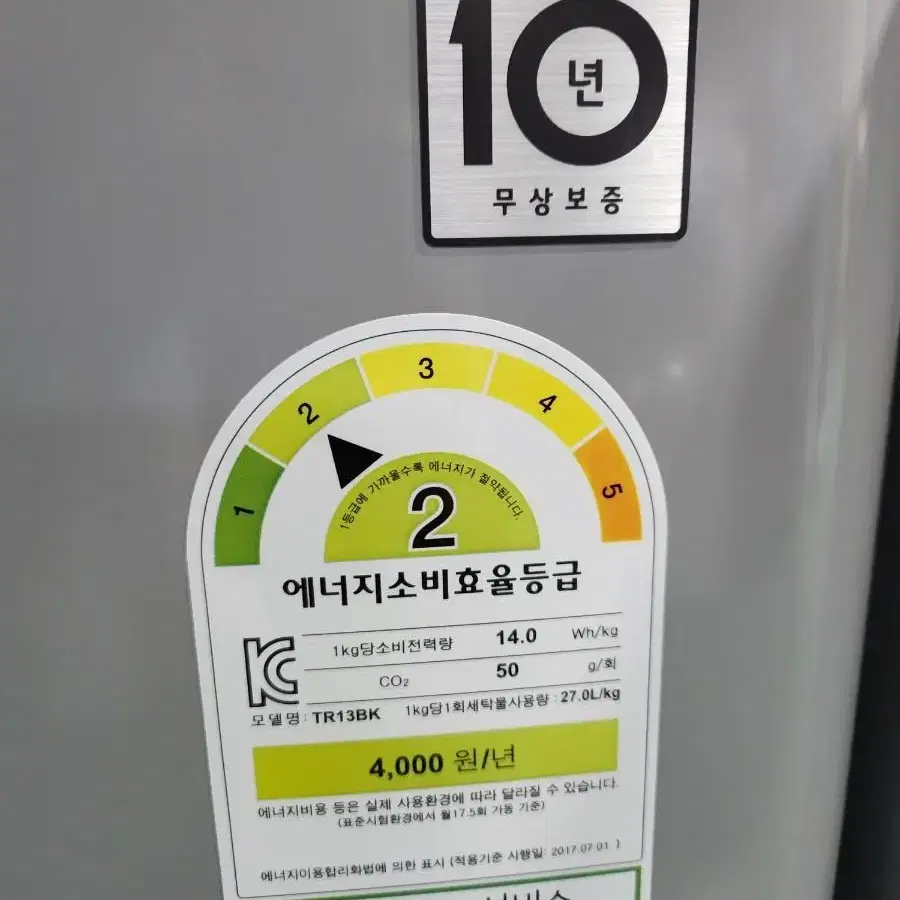 10년
무상보증
1 2 3 4 5
1등급에 가까울수록 에너지가 절약됩니다.
2
에너지소비효율등급
1kg당소비전력량 14.0 Wh/kg
CO₂ 50 g/회
모델명 : TR13BK 1kg당1회세탁물사용량 : 27.0L/kg
4,000 원/년
에너지비용 등은 실제 사용환경에 따라 달라질 수 있습니다.
(표준시험환경에서 월17.5회 가동 기준)
에너지이용합리화법에 의한 표시 (적용기준 시행일: 2017.07.01 )